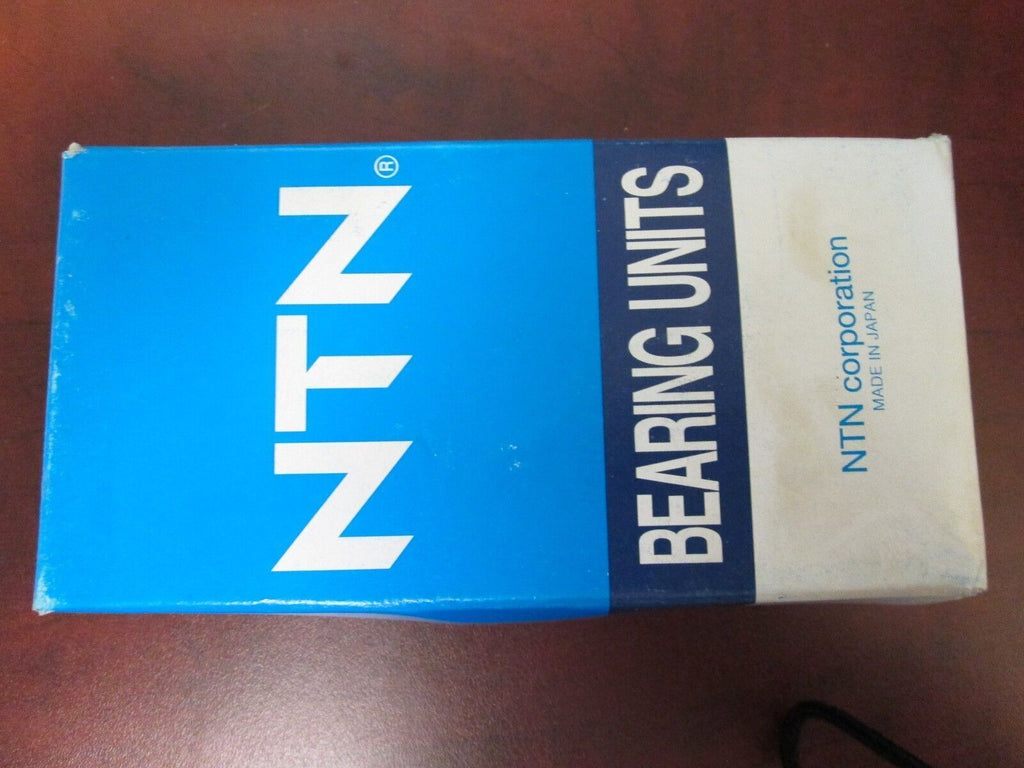 NTN®
BEARING UNITS
NTN corporation
MADE IN JAPAN